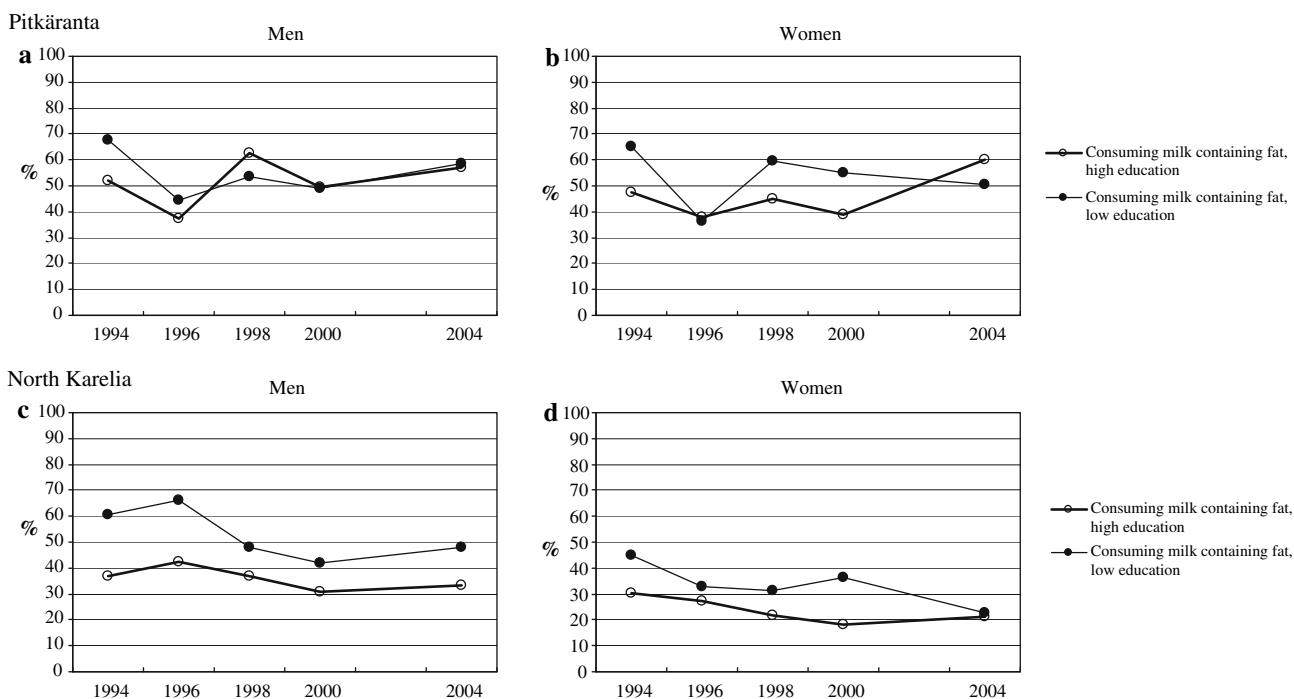 Pitkäranta
Men
Women
a
100
90
80
70
60
50
40
30
20
10
0
%
1994 1996 1998 2000 2004
b
100
90
80
70
60
50
40
30
20
10
0
%
1994 1996 1998 2000 2004
Consuming milk containing fat,
high education
Consuming milk containing fat,
low education
North Karelia
Men
Women
c
100
90
80
70
60
50
40
30
20
10
0
%
1994 1996 1998 2000 2004
d
100
90
80
70
60
50
40
30
20
10
0
%
1994 1996 1998 2000 2004
Consuming milk containing fat,
high education
Consuming milk containing fat,
low education